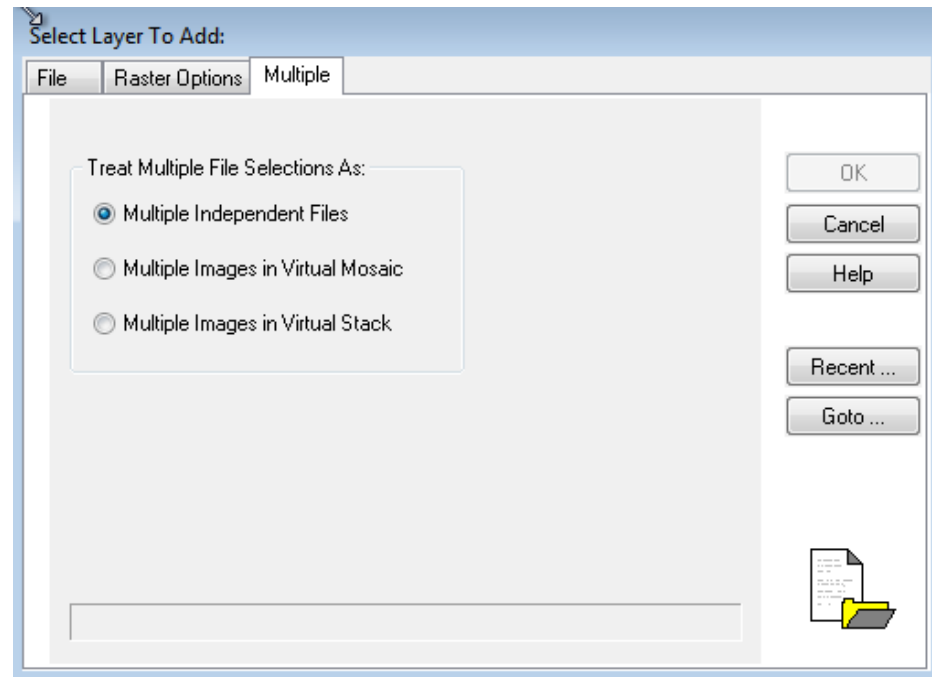 Select Layer To Add:
File Raster Options Multiple
Treat Multiple File Selections As:
Multiple Independent Files
Multiple Images in Virtual Mosaic
Multiple Images in Virtual Stack
OK
Cancel
Help
Recent ...
Goto ...